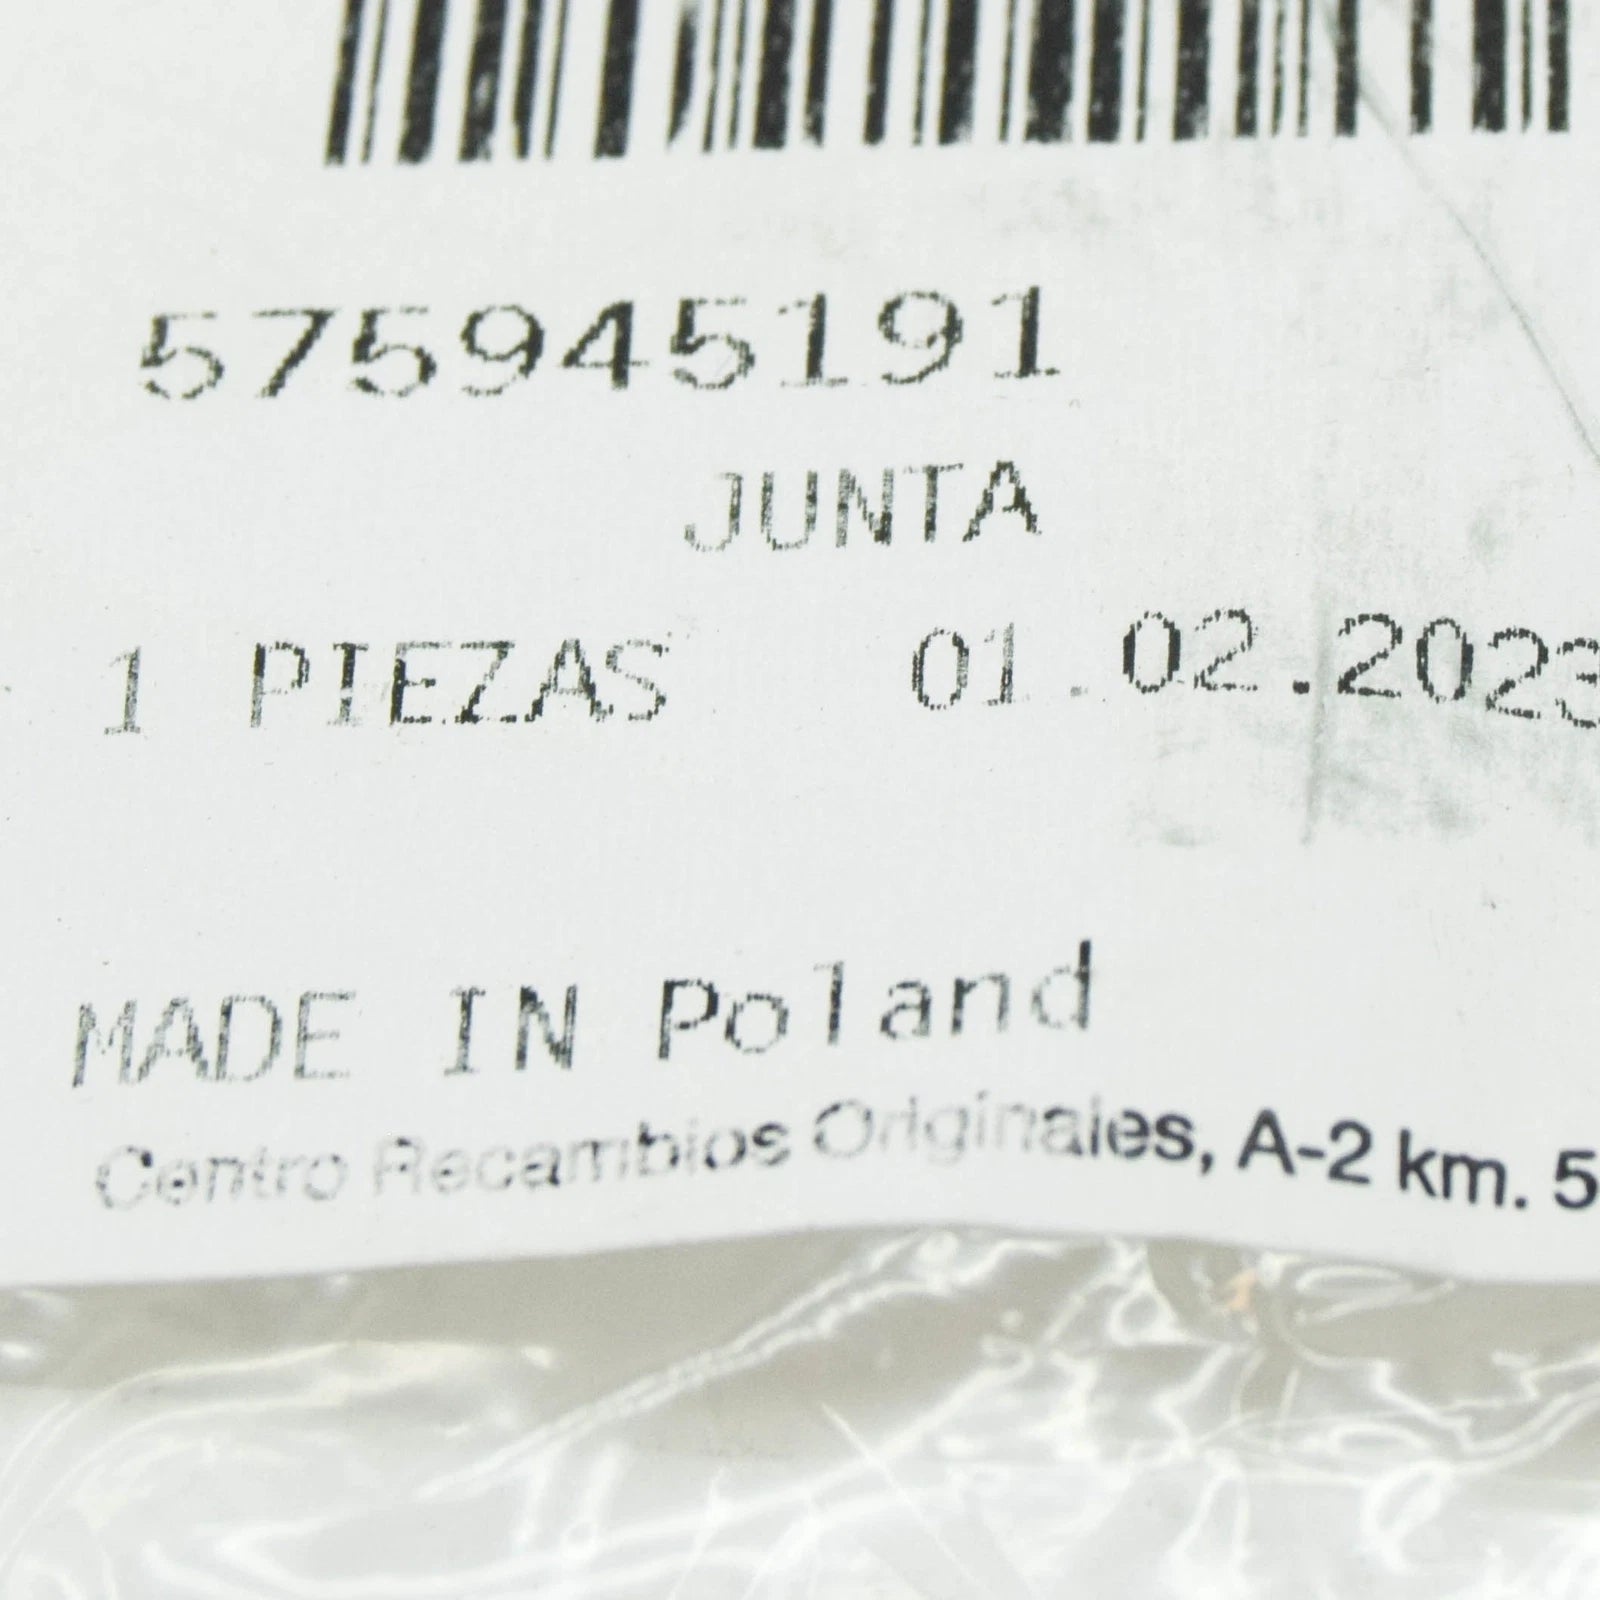 575945191
JUNTA
1 PIEZAS 01.02.2023
MADE IN Poland
Centro Recambios Originales, A-2 km. 5